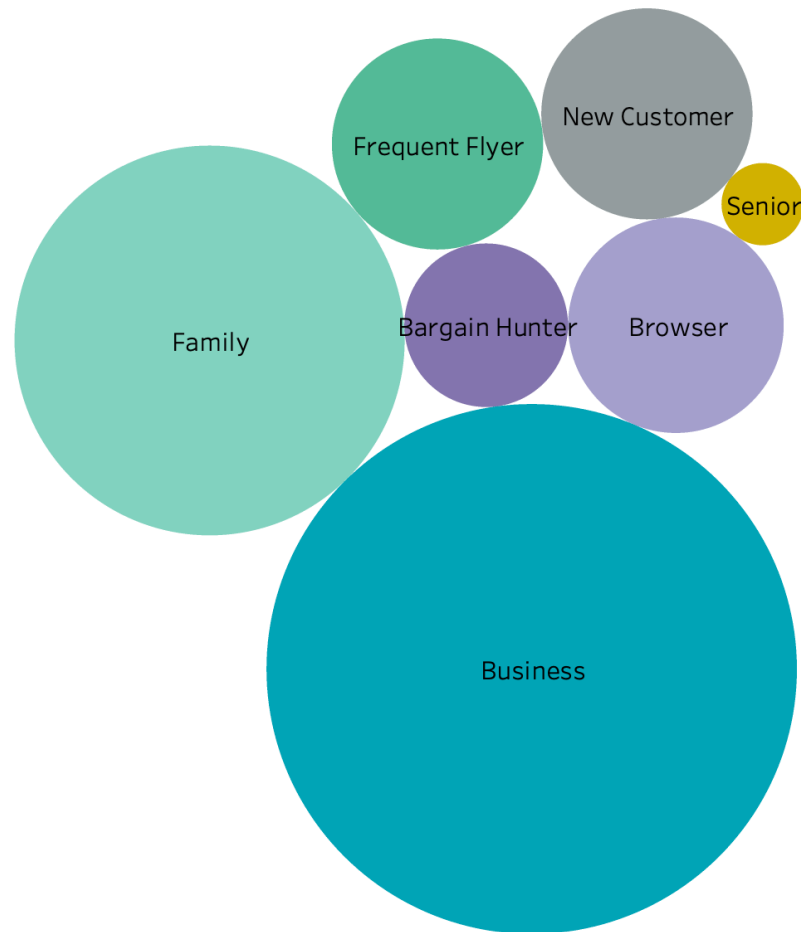 New Customer
Frequent Flyer
Senior
Bargain Hunter
Browser
Family
Business